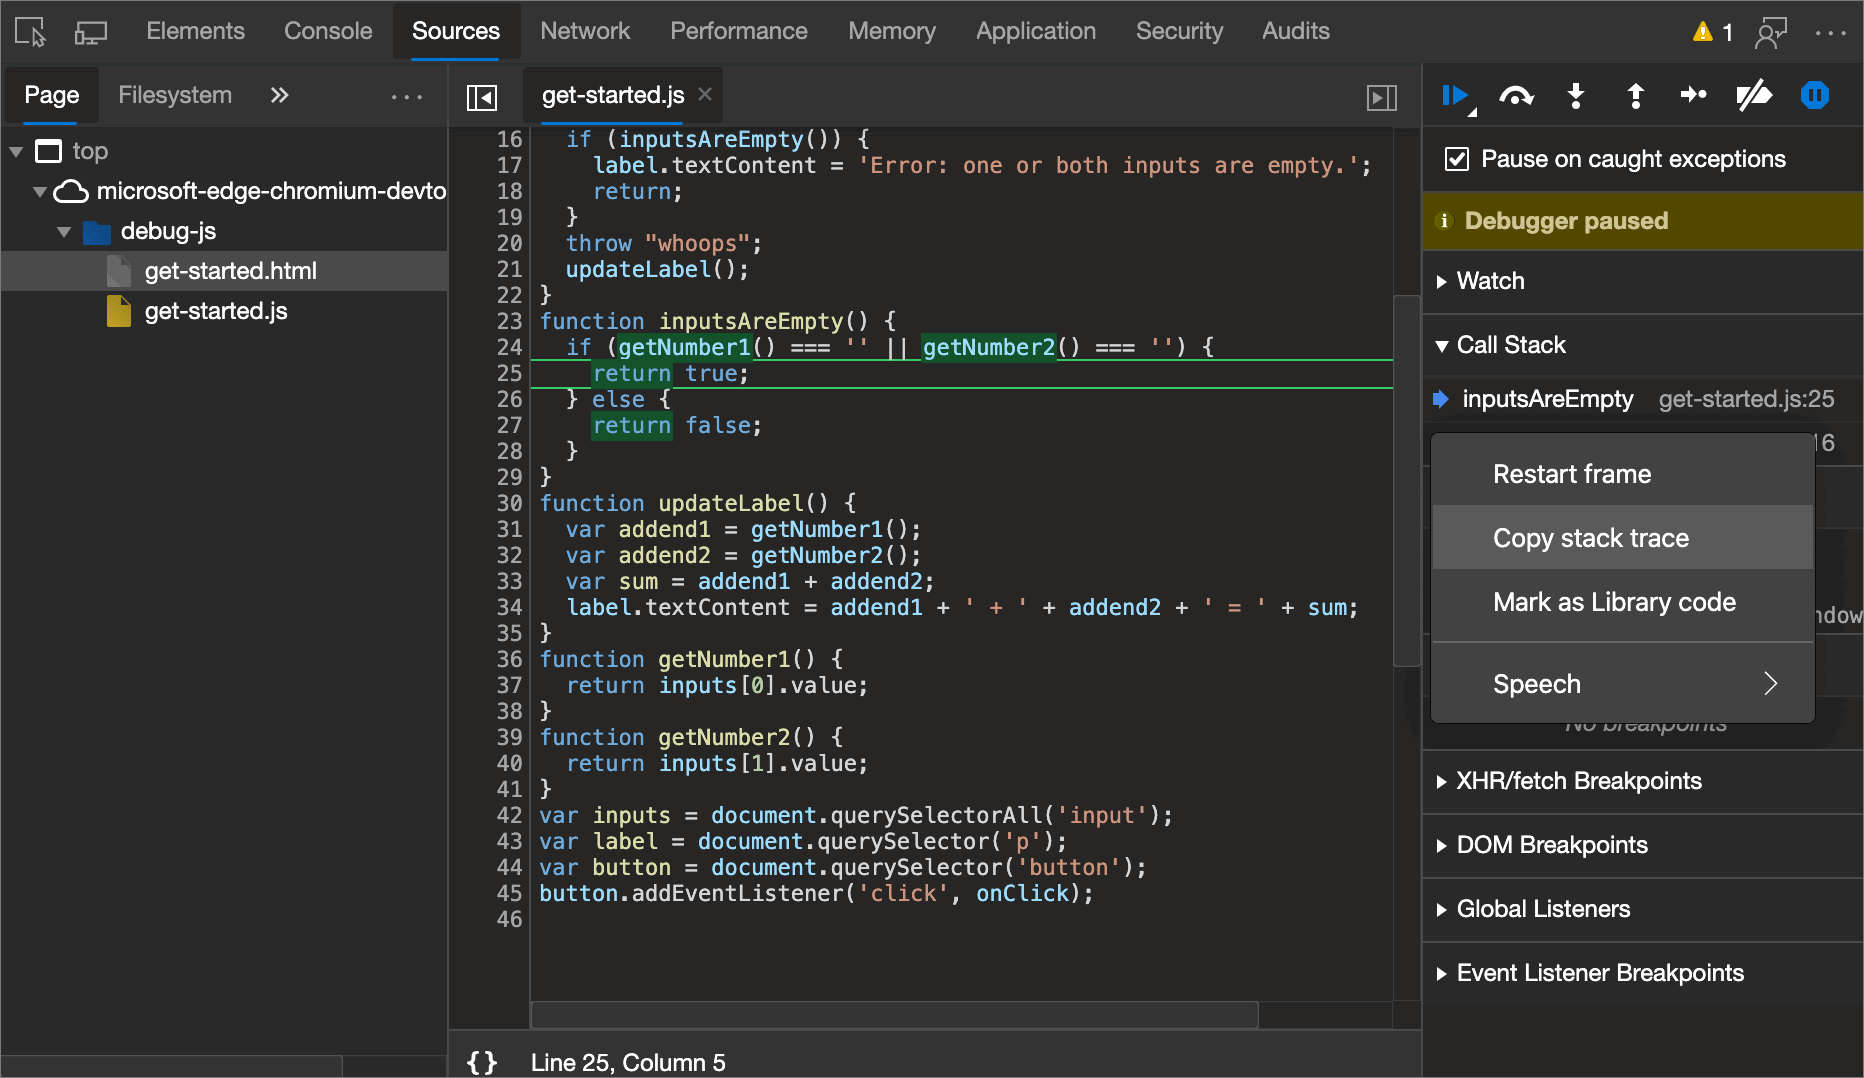 Elements Console Sources Network Performance Memory Application Security Audits 1
Page Filesystem
get-started.js
top
microsoft-edge-chromium-devto
debug-js
get-started.html
get-started.js
16 if (inputsAreEmpty()) {
17 label.textContent = 'Error: one or both inputs are empty.';
18 return;
19 }
20 throw "whoops";
21 updateLabel();
22 }
23 function inputsAreEmpty() {
24 if (getNumber1() === '' || getNumber2() === '') {
25 return true;
26 } else {
27 return false;
28 }
29 }
30 function updateLabel() {
31 var addend1 = getNumber1();
32 var addend2 = getNumber2();
33 var sum = addend1 + addend2;
34 label.textContent = addend1 + ' + ' + addend2 + ' = ' + sum;
35 }
36 function getNumber1() {
37 return inputs[0].value;
38 }
39 function getNumber2() {
40 return inputs[1].value;
41 }
42 var inputs = document.querySelectorAll('input');
43 var label = document.querySelector('p');
44 var button = document.querySelector('button');
45 button.addEventListener('click', onClick);
46
{} Line 25, Column 5
Pause on caught exceptions
Debugger paused
Watch
Call Stack
inputsAreEmpty get-started.js:25
16
Restart frame
Copy stack trace
Mark as Library code
ndow
Speech
No breakpoints
XHR/fetch Breakpoints
DOM Breakpoints
Global Listeners
Event Listener Breakpoints